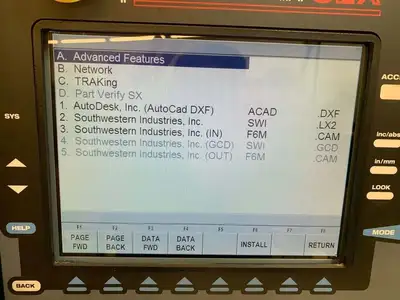 A. Advanced Features
B. Network
C. TRAKing
D. Part Verify SX
1. AutoDesk, Inc. (AutoCad DXF) ACAD .DXF
2. Southwestern Industries, Inc. SWI .LX2
3. Southwestern Industries, Inc. (IN) F6M .CAM
4. Southwestern Industries, Inc. (GCD) SWI .GCD
5. Southwestern Industries, Inc. (OUT) F6M .CAM
F1 F2 F3 F4 F5 F6 F7 F8
PAGE FWD
PAGE BACK
DATA FWD
DATA BACK
INSTALL
RETURN
SYS
HELP
BACK
inc/abs
in/mm
LOOK
MODE